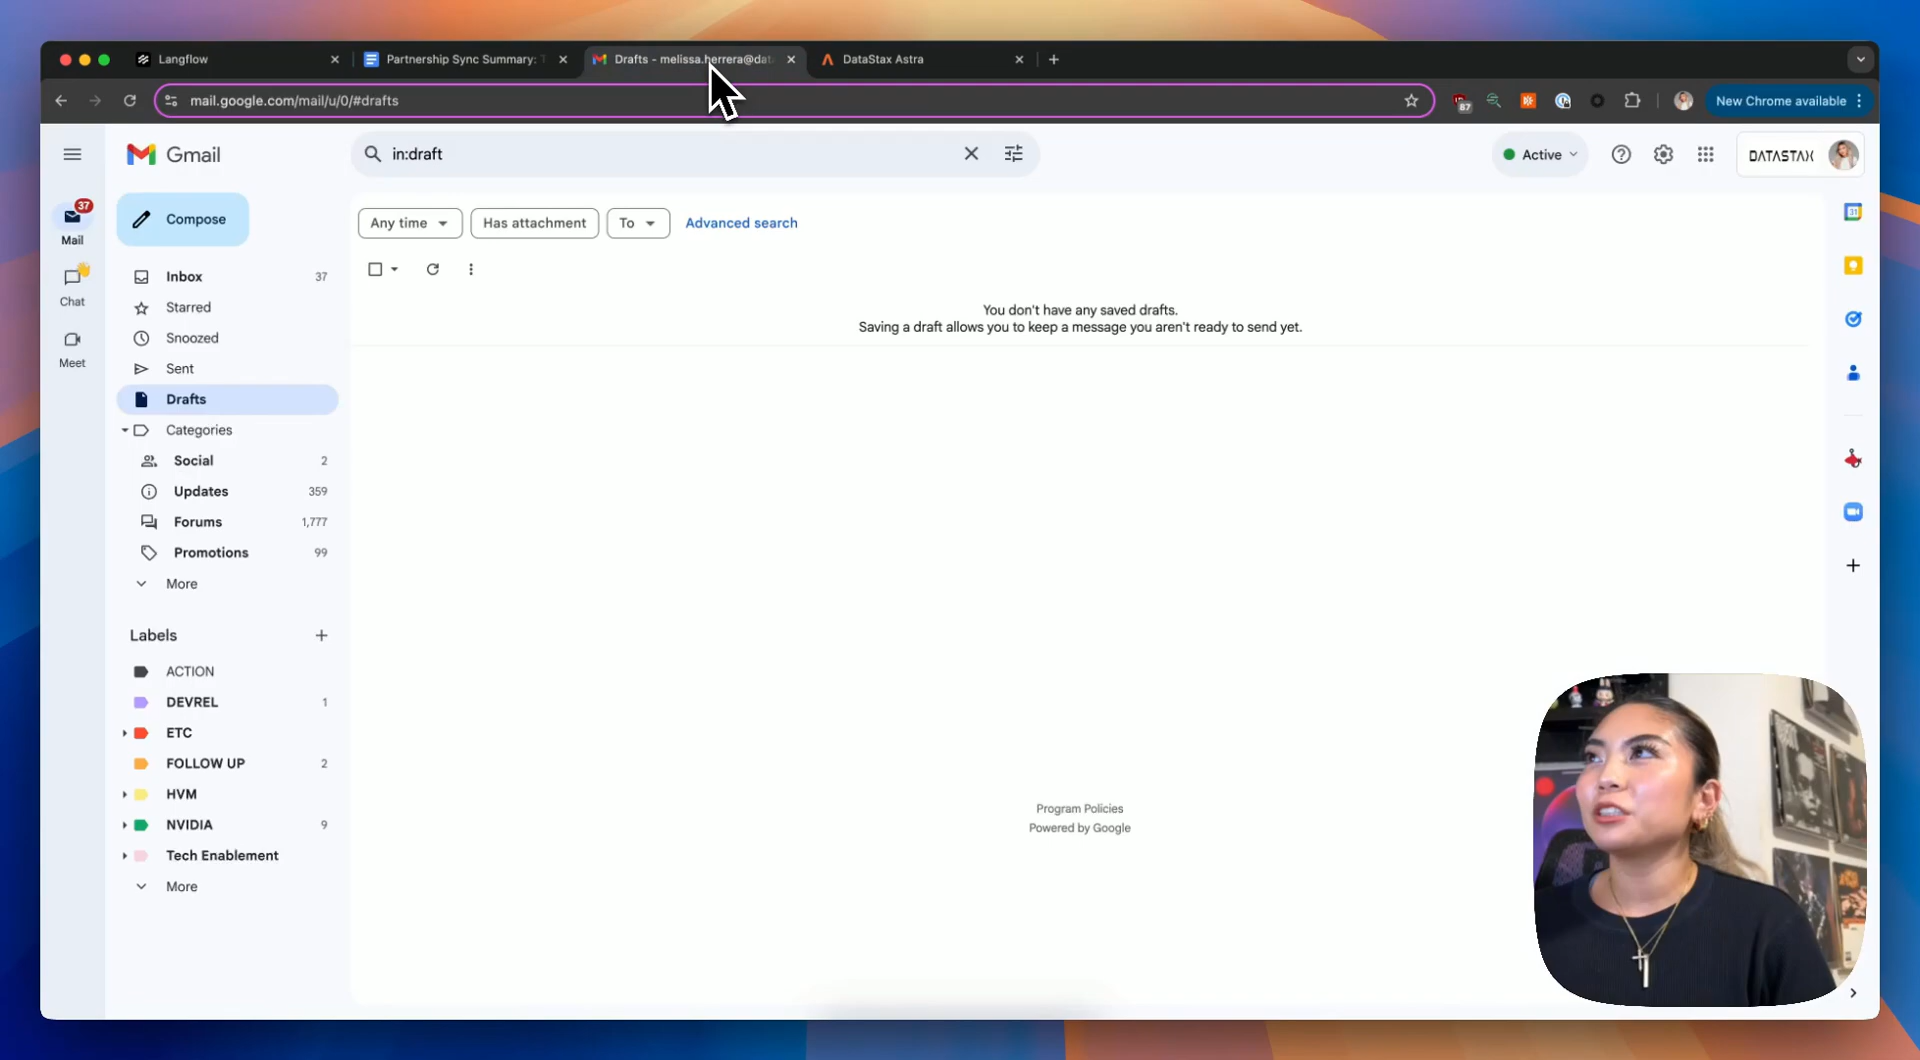 Langflow
Partnership Sync Summary:
Drafts - melissa.herrera@dat
DataStax Astra
mail.google.com/mail/u/0/#drafts
87
New Chrome available
Gmail
in:draft
Active
DATASTAX
37
Mail
Chat
Meet
Compose
Any time
Has attachment
To
Advanced search
Inbox 37
Starred
Snoozed
Sent
Drafts
Categories
Social 2
Updates 359
Forums 1,777
Promotions 99
More
Labels
ACTION
DEVREL 1
ETC
FOLLOW UP 2
HVM
NVIDIA 9
Tech Enablement
More
You don't have any saved drafts.
Saving a draft allows you to keep a message you aren't ready to send yet.
Program Policies
Powered by Google
31